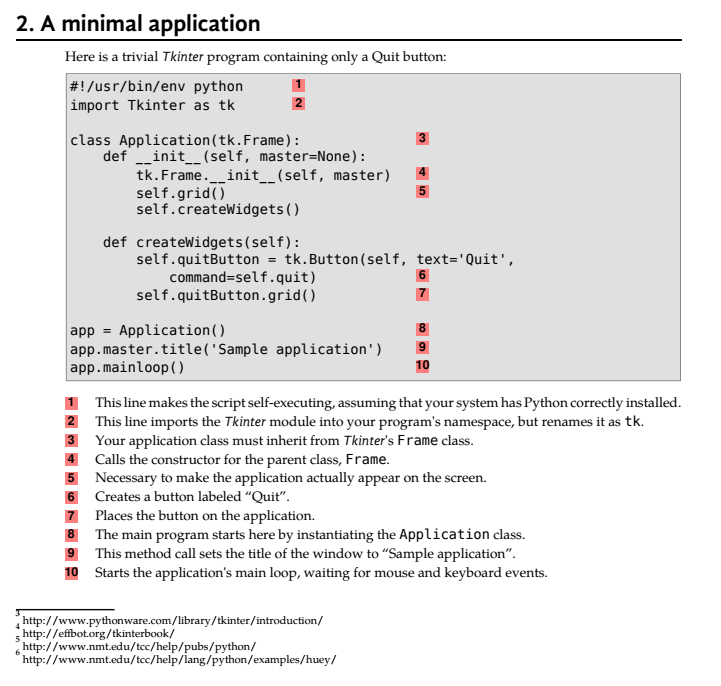 2. A minimal application
Here is a trivial Tkinter program containing only a Quit button:
#!/usr/bin/env python 1
import Tkinter as tk 2
class Application(tk.Frame): 3
    def __init__(self, master=None):
        tk.Frame.__init__(self, master) 4
        self.grid() 5
        self.createWidgets()
    def createWidgets(self):
        self.quitButton = tk.Button(self, text='Quit',
            command=self.quit) 6
        self.quitButton.grid() 7
app = Application() 8
app.master.title('Sample application') 9
app.mainloop() 10
1 This line makes the script self-executing, assuming that your system has Python correctly installed.
2 This line imports the Tkinter module into your program's namespace, but renames it as tk.
3 Your application class must inherit from Tkinter's Frame class.
4 Calls the constructor for the parent class, Frame.
5 Necessary to make the application actually appear on the screen.
6 Creates a button labeled “Quit”.
7 Places the button on the application.
8 The main program starts here by instantiating the Application class.
9 This method call sets the title of the window to “Sample application”.
10 Starts the application's main loop, waiting for mouse and keyboard events.
3 http://www.pythonware.com/library/tkinter/introduction/
4 http://effbot.org/tkinterbook/
5 http://www.nmt.edu/tcc/help/pubs/python/
6 http://www.nmt.edu/tcc/help/lang/python/examples/huey/